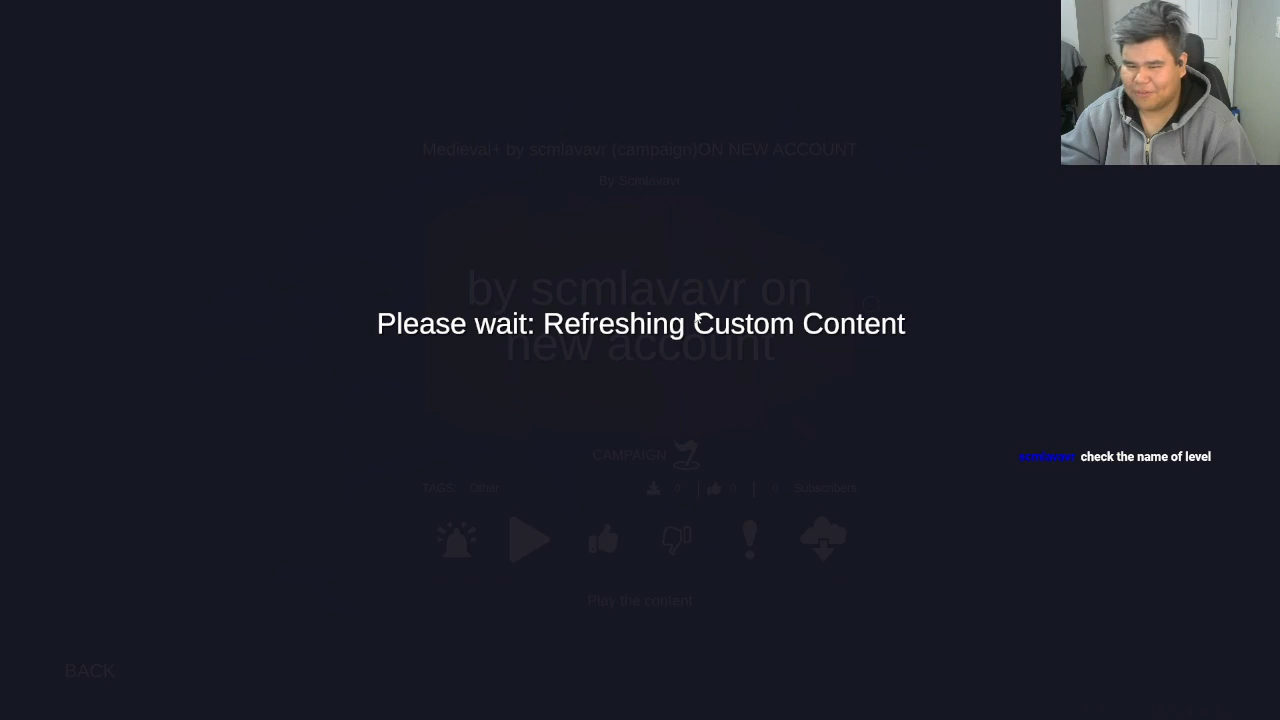 Medieval+ by scmlavavr (campaign)ON NEW ACCOUNT
By Scmlavavr
by scmlavavr on
Please wait: Refreshing Custom Content
new account
CAMPAIGN
scmlavavr check the name of level
TAGS: Other
Subscribers
Play the content
BACK